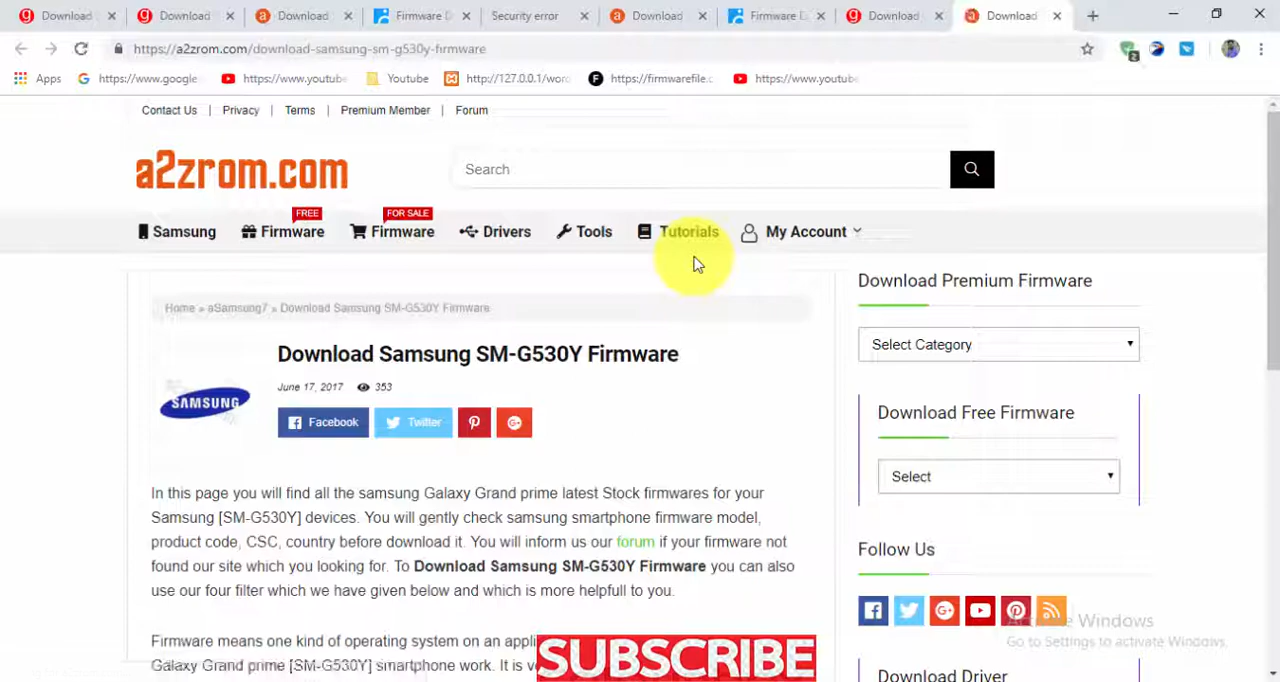 Download
Download
Download
Firmware D
Security error
Download
Firmware D
Download
Download
https://a2zrom.com/download-samsung-sm-g530y-firmware
Apps
https://www.google
https://www.youtube
Youtube
http://127.0.0.1/wor
https://firmwarefile.c
https://www.youtube
Contact Us | Privacy | Terms | Premium Member | Forum
a2zrom.com
Search
FREE
FOR SALE
Samsung
Firmware
Firmware
Drivers
Tools
Tutorials
My Account
Home » aSamsung7 » Download Samsung SM-G530Y Firmware
Download Samsung SM-G530Y Firmware
June 17, 2017 353
SAMSUNG
Facebook
Twitter
In this page you will find all the samsung Galaxy Grand prime latest Stock firmwares for your
Samsung [SM-G530Y] devices. You will gently check samsung smartphone firmware model,
product code, CSC, country before download it. You will inform us our forum if your firmware not
found our site which you looking for. To Download Samsung SM-G530Y Firmware you can also
use our four filter which we have given below and which is more helpfull to you.
Firmware means one kind of operating system on an appli
Galaxy Grand prime [SM-G530Y] smartphone work. It is v
SUBSCRIBE
Download Premium Firmware
Select Category
Download Free Firmware
Select
Follow Us
Activate Windows
Go to Settings to activate Windows.
Download Driver